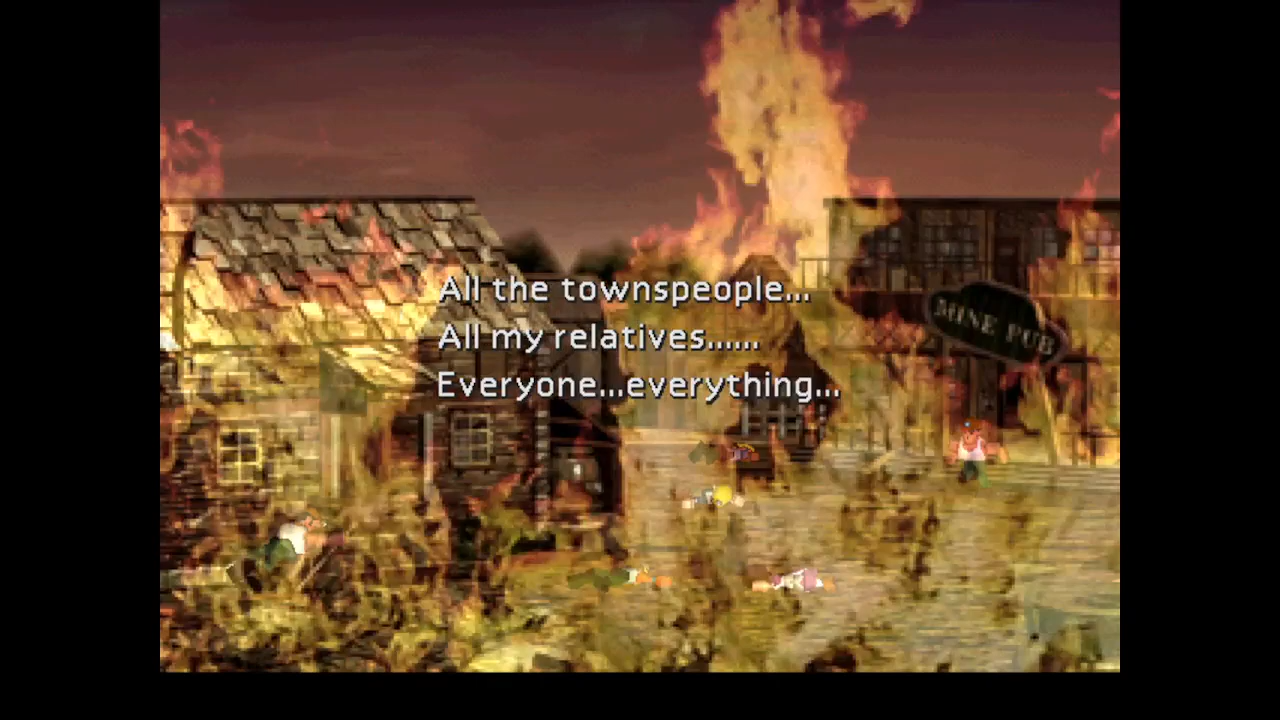 All the townspeople...
All my relatives......
Everyone...everything...
MINE PUB